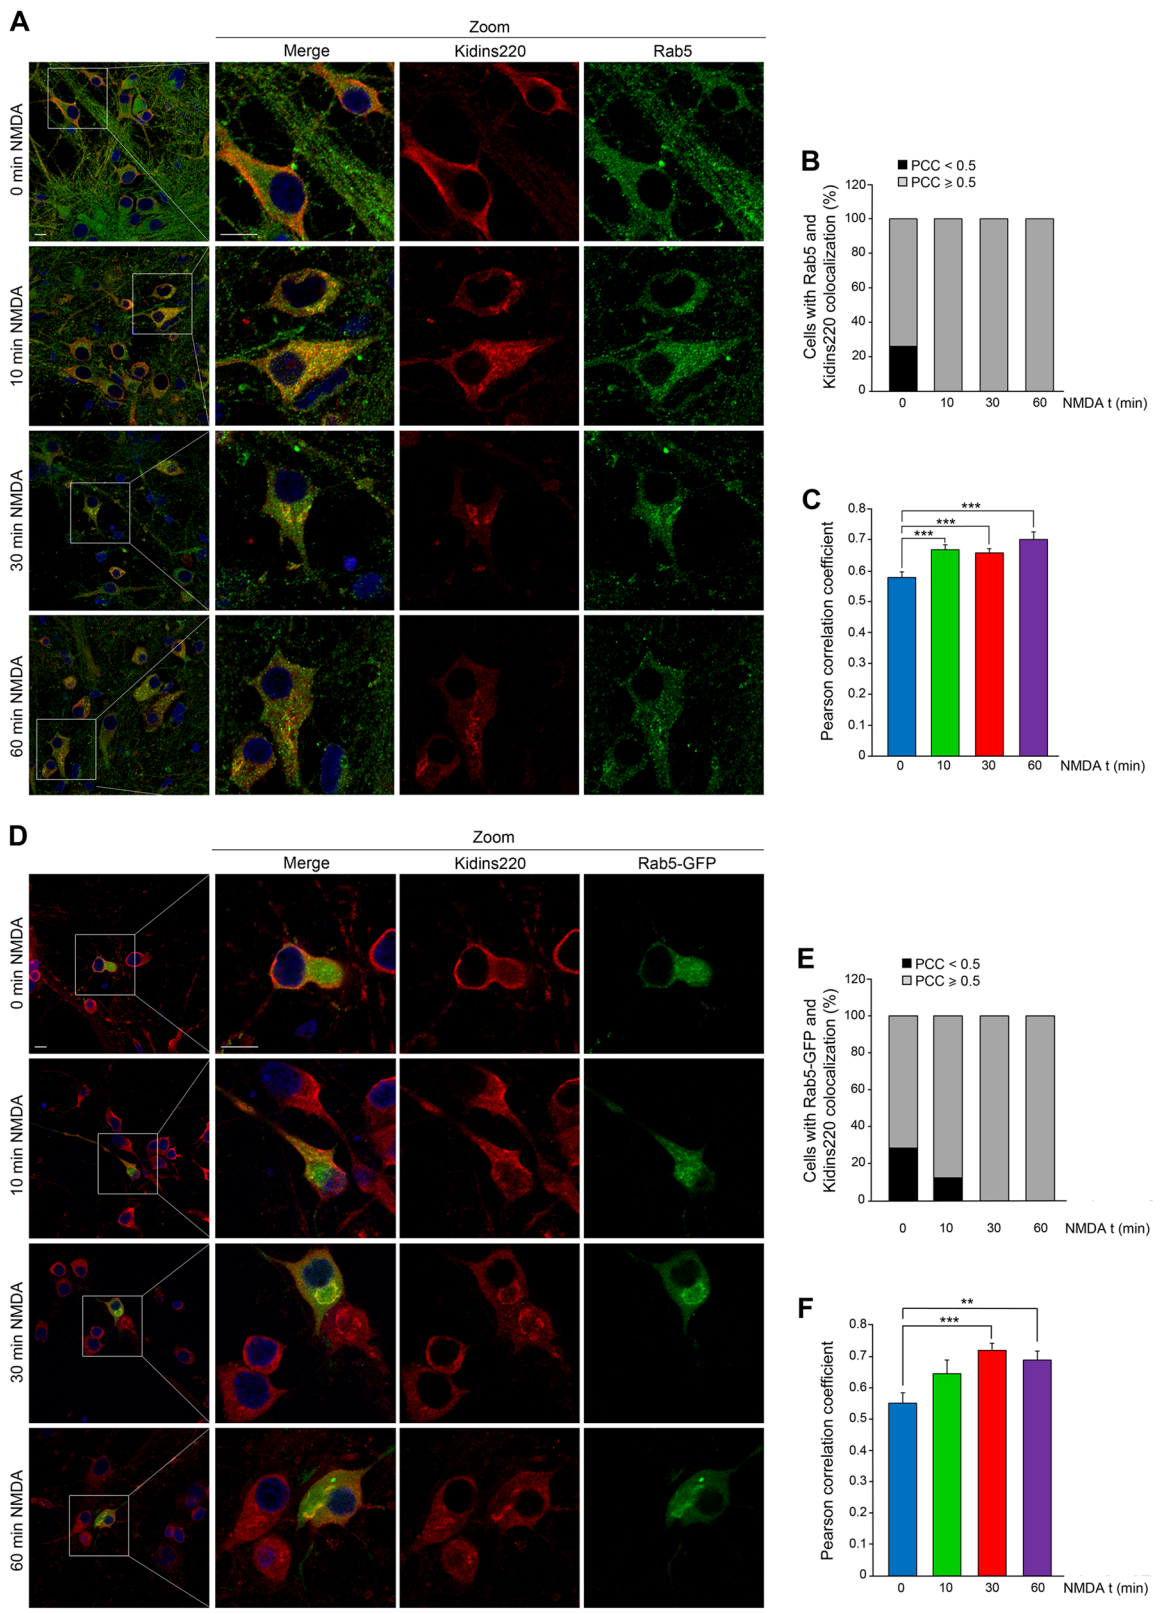 A
Zoom
Merge
Kidins220
Rab5
0 min NMDA
10 min NMDA
30 min NMDA
60 min NMDA
B
PCC < 0.5
PCC ⩾ 0.5
Cells with Rab5 and
Kidins220 colocalization (%)
120
100
80
60
40
20
0
0 10 30 60 NMDA t (min)
C
Pearson correlation coefficient
0.8
0.7
0.6
0.5
0.4
0.3
0.2
0.1
0
***
***
***
0 10 30 60 NMDA t (min)
D
Zoom
Merge
Kidins220
Rab5-GFP
0 min NMDA
10 min NMDA
30 min NMDA
60 min NMDA
E
PCC < 0.5
PCC ⩾ 0.5
Cells with Rab5-GFP and
Kidins220 colocalization (%)
120
100
80
60
40
20
0
0 10 30 60 NMDA t (min)
F
Pearson correlation coefficient
0.8
0.7
0.6
0.5
0.4
0.3
0.2
0.1
0
**
***
0 10 30 60 NMDA t (min)